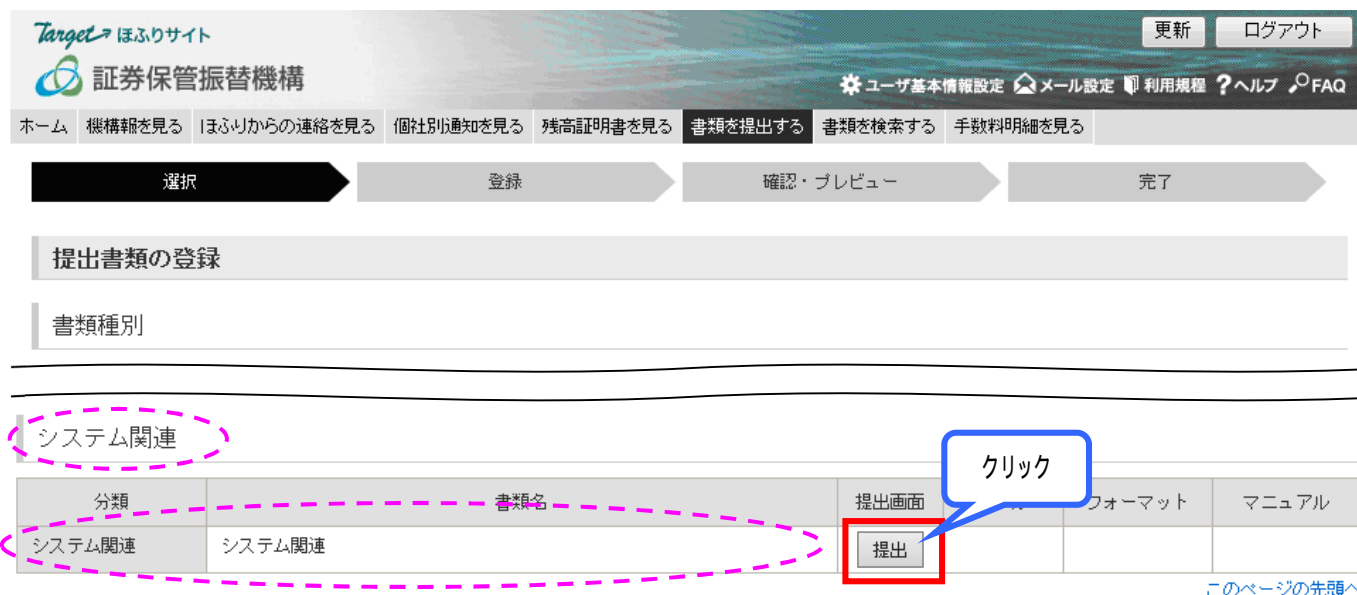 Target ほふりサイト
更新 ログアウト
証券保管振替機構
ユーザ基本情報設定 メール設定 利用規程 ?ヘルプ FAQ
ホーム 機構報を見る ほふりからの連絡を見る 個社別通知を見る 残高証明書を見る 書類を提出する 書類を検索する 手数料明細を見る
選択 登録 確認・プレビュー 完了
提出書類の登録
書類種別
システム関連
クリック
分類 書類名 提出画面 フォーマット マニュアル
システム関連 システム関連 提出
このページの先頭へ